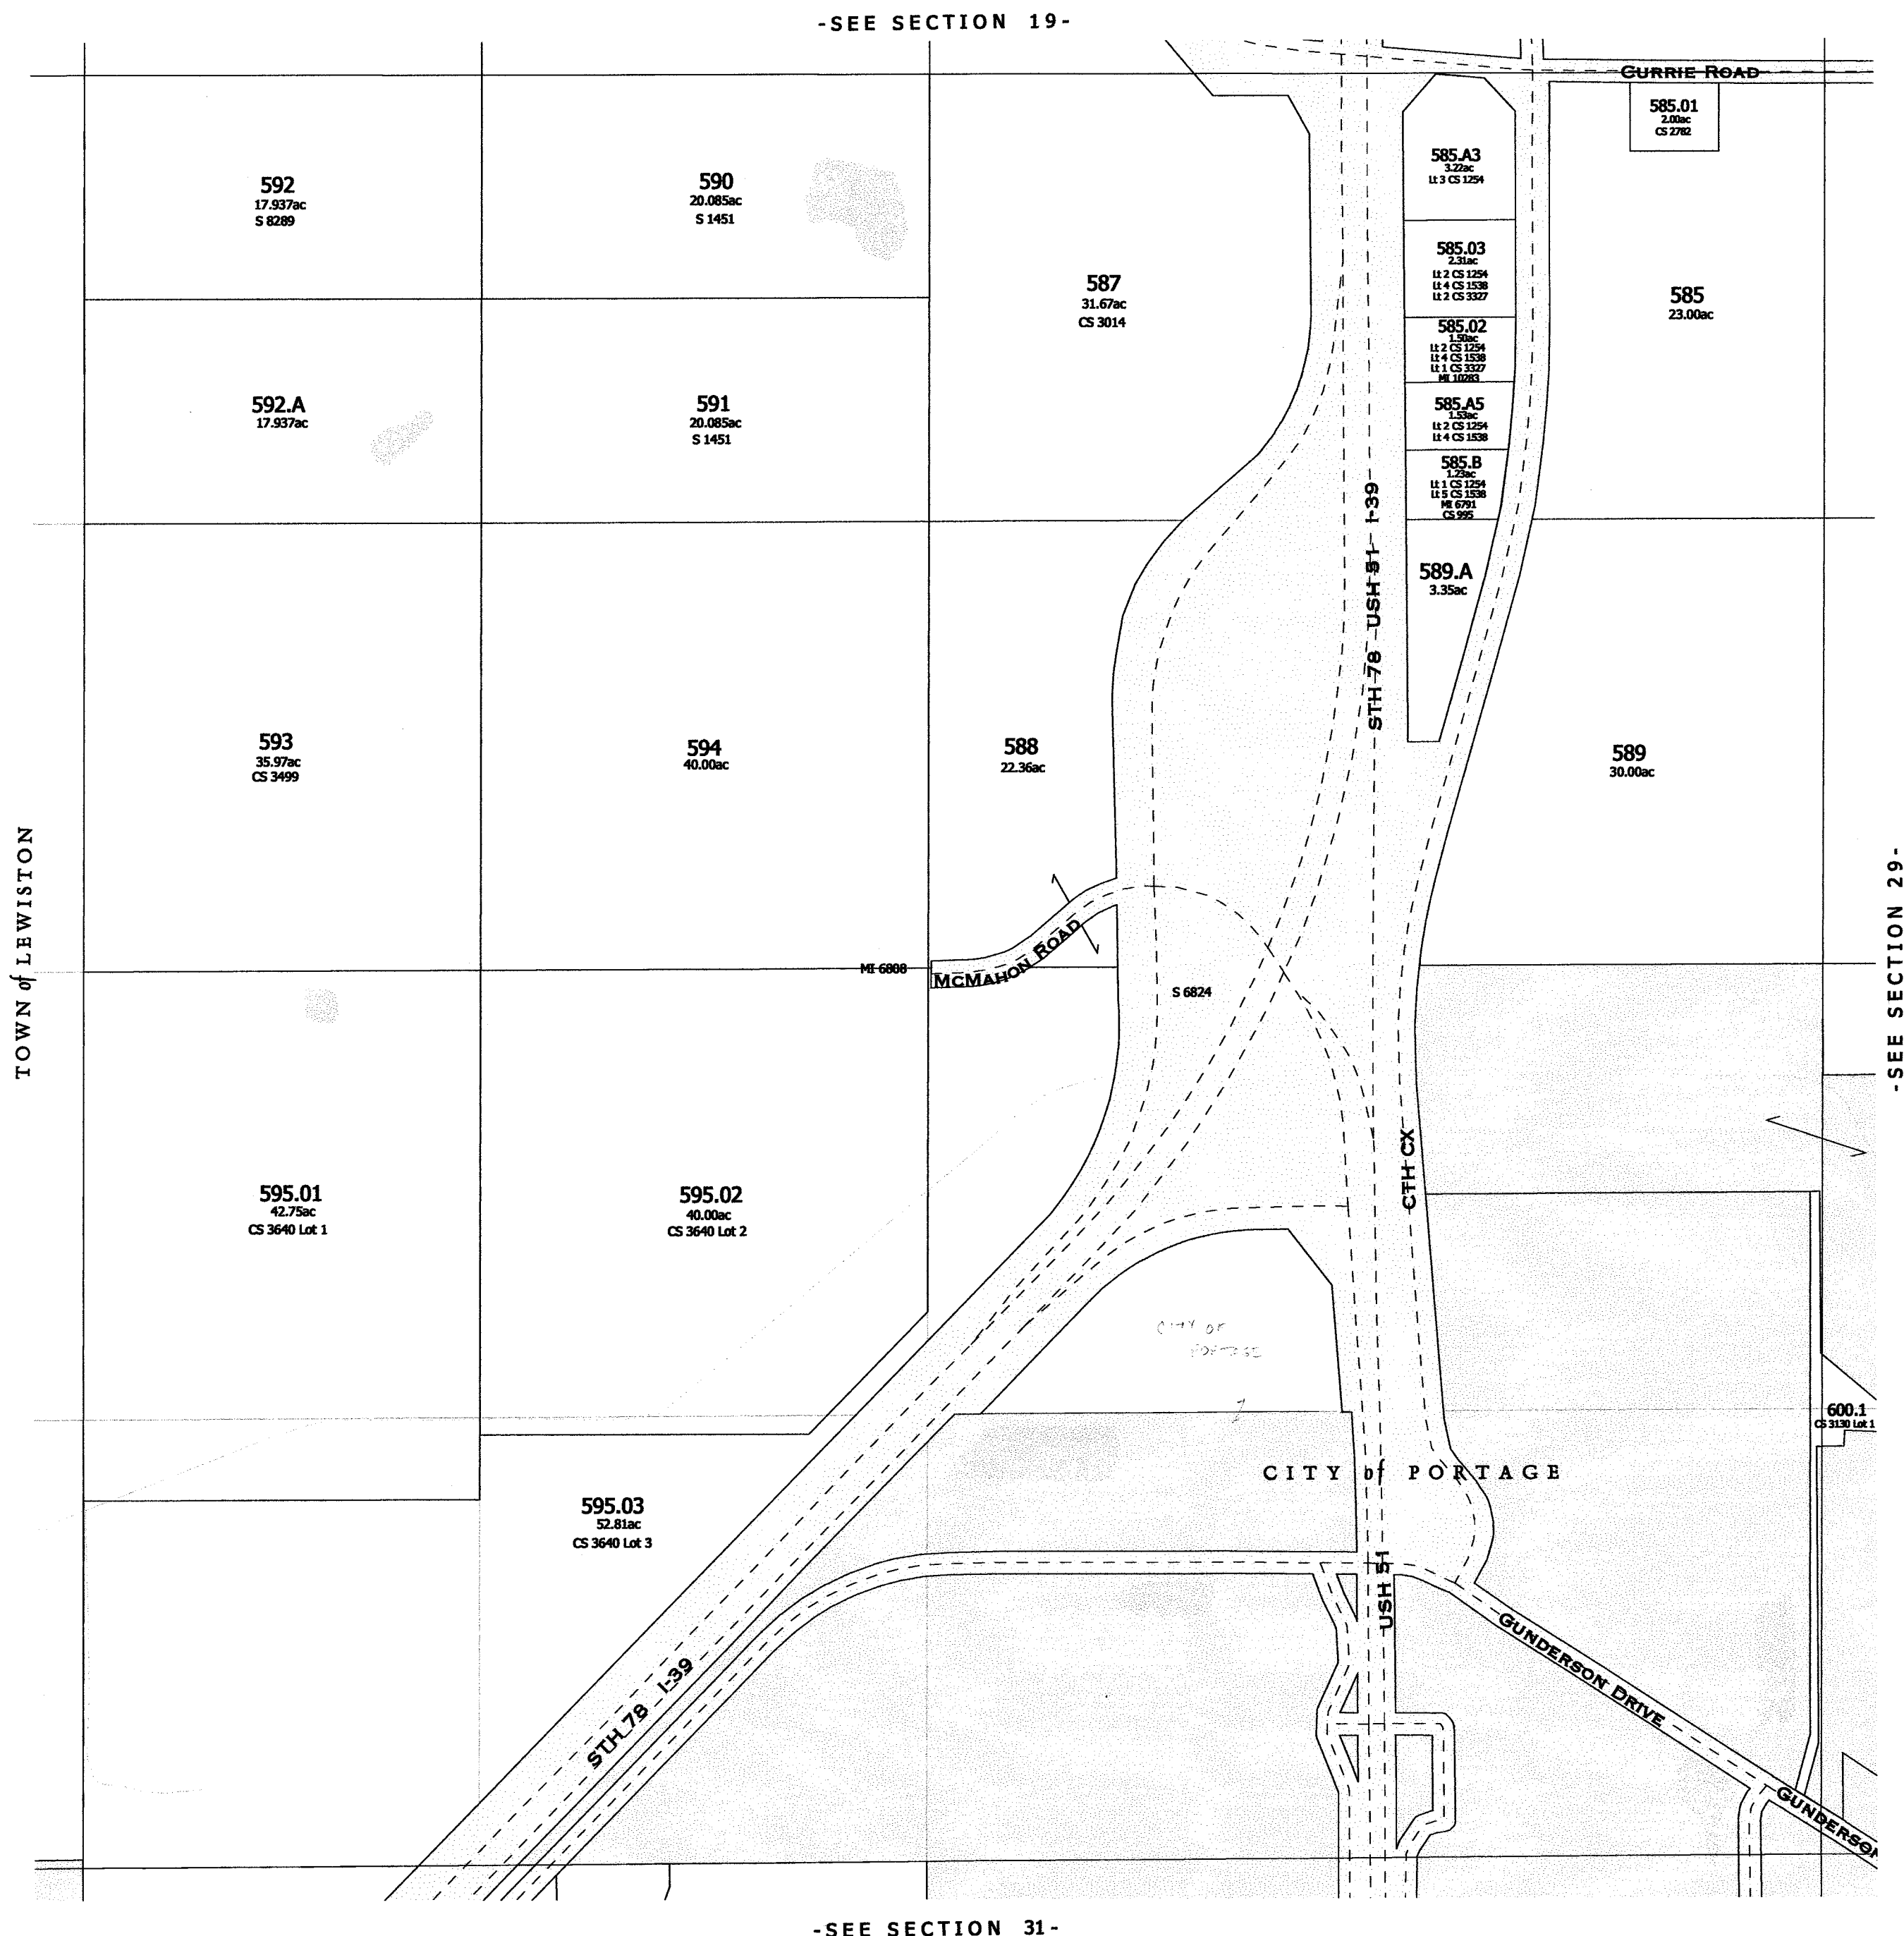 -SEE SECTION 19-
CURRIE ROAD
585.01
2.00ac
CS 2782
585.A3
3.22ac
Lt 3 CS 1254
592
17.937ac
S 8289
590
20.085ac
S 1451
585.03
2.31ac
Lt 2 CS 1254
Lt 4 CS 1538
Lt 2 CS 3327
587
31.67ac
CS 3014
585
23.00ac
585.02
1.50ac
Lt 2 CS 1254
Lt 4 CS 1538
Lt 1 CS 3327
MI 10283
592.A
17.937ac
591
20.085ac
S 1451
585.A5
1.53ac
Lt 2 CS 1254
Lt 4 CS 1538
585.B
1.23ac
Lt 1 CS 1254
Lt 5 CS 1538
MI 6791
CS 995
STH 78 USH 51 I-39
589.A
3.35ac
593
35.97ac
CS 3499
594
40.00ac
588
22.36ac
589
30.00ac
TOWN of LEWISTON
-SEE SECTION 29-
MI 6808
MCMAHON ROAD
S 6824
CTH CX
595.01
42.75ac
CS 3640 Lot 1
595.02
40.00ac
CS 3640 Lot 2
CITY OF
PORTAGE
600.1
CS 3130 Lot 1
CITY of PORTAGE
595.03
52.81ac
CS 3640 Lot 3
USH 51
GUNDERSON DRIVE
STH 78 I-39
GUNDERSON
-SEE SECTION 31-